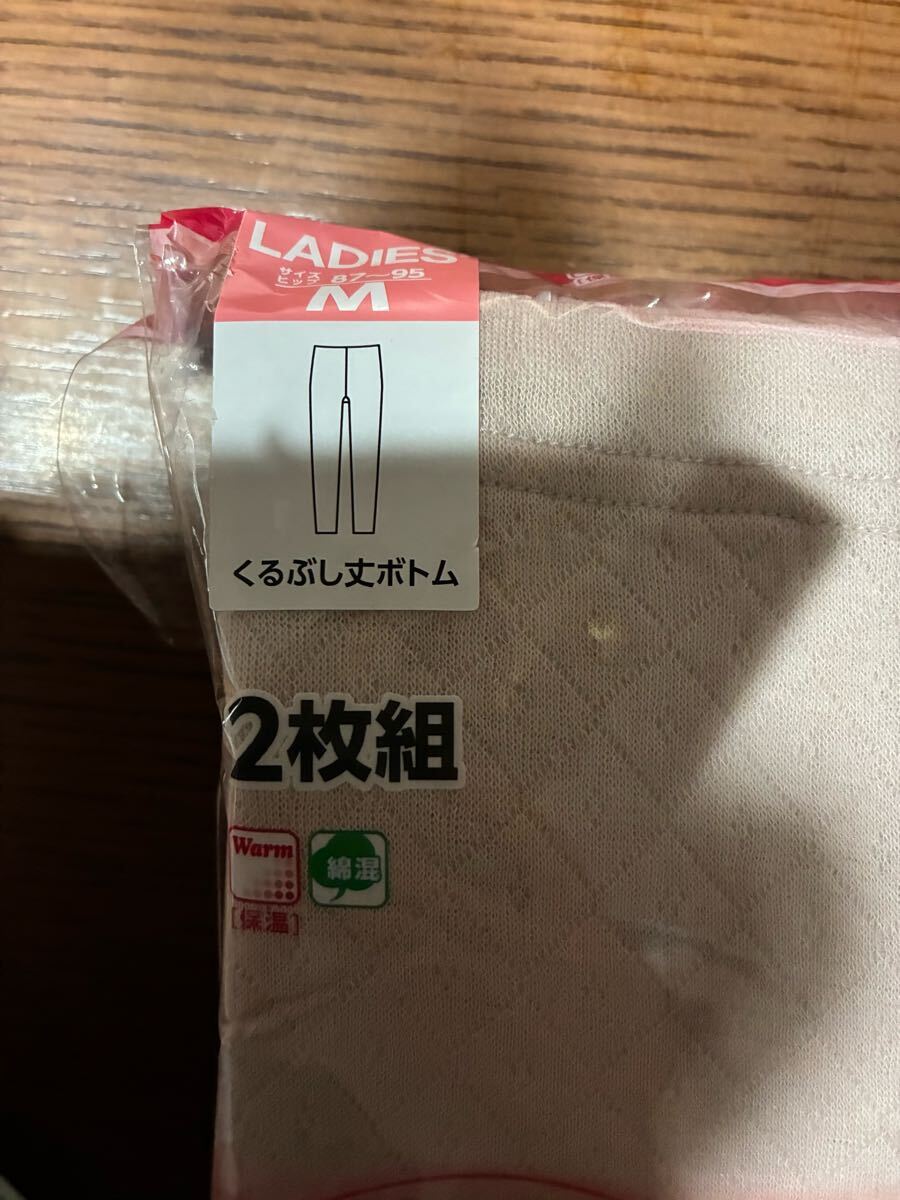 LADIES
サイズ
ヒップ 87～95
M
くるぶし丈ボトム
2枚組
Warm
綿混
[保温]